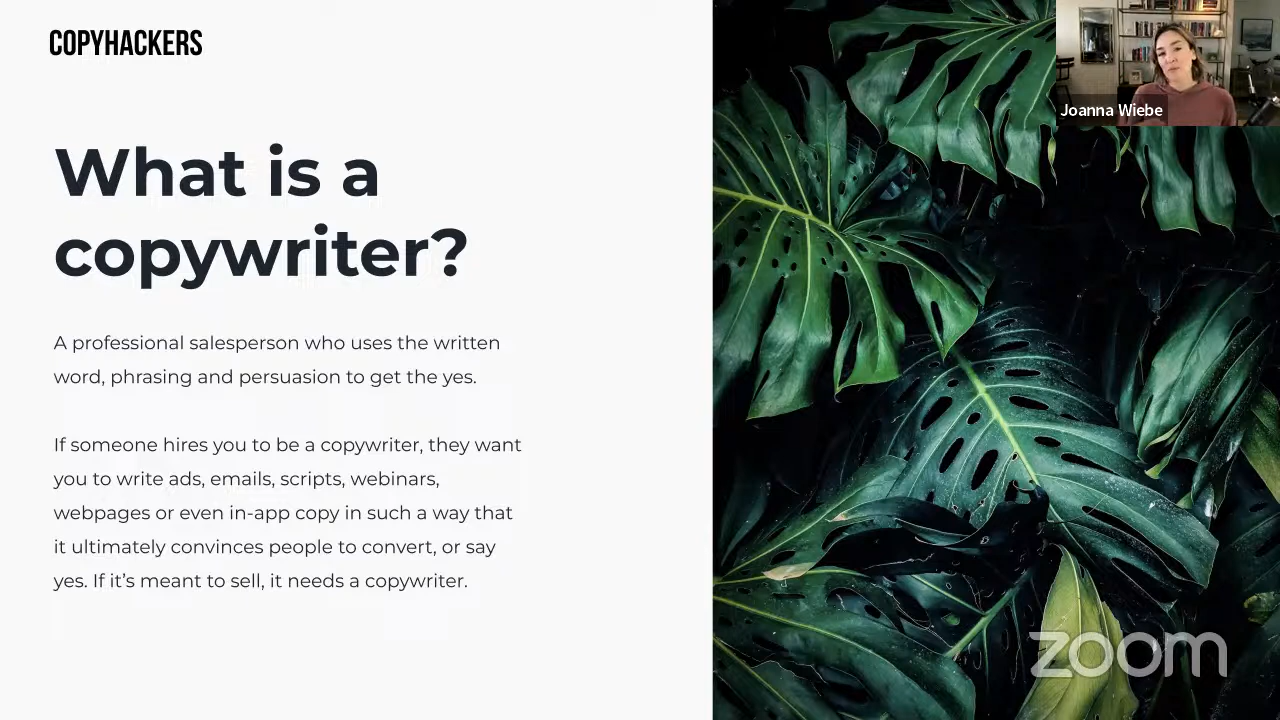 COPYHACKERS
Joanna Wiebe
What is a
copywriter?
A professional salesperson who uses the written
word, phrasing and persuasion to get the yes.
If someone hires you to be a copywriter, they want
you to write ads, emails, scripts, webinars,
webpages or even in-app copy in such a way that
it ultimately convinces people to convert, or say
yes. If it’s meant to sell, it needs a copywriter.
zoom